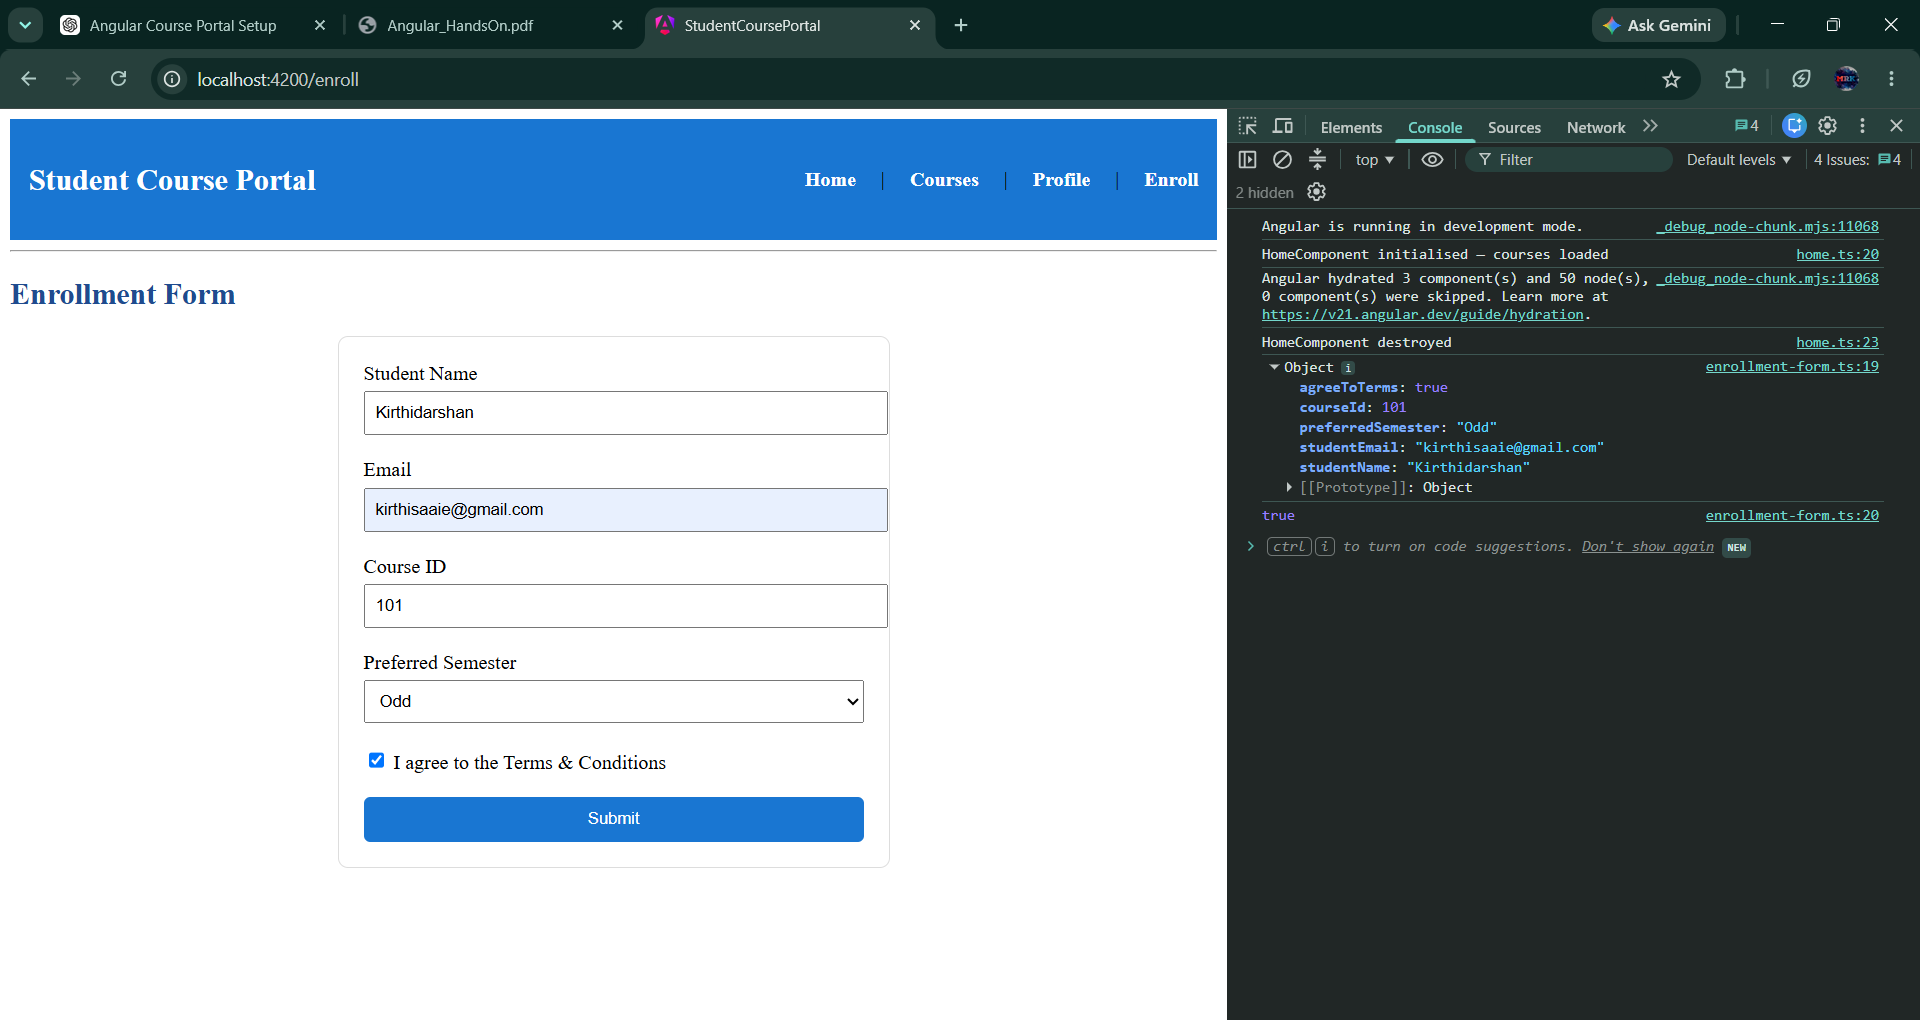 Angular Course Portal Setup
Angular_HandsOn.pdf
StudentCoursePortal
Ask Gemini
localhost:4200/enroll
Student Course Portal
Home | Courses | Profile | Enroll
Enrollment Form
Student Name
Kirthidarshan
Email
kirthisaaie@gmail.com
Course ID
101
Preferred Semester
Odd
I agree to the Terms & Conditions
Submit
Elements Console Sources Network 4
top Filter Default levels 4 Issues: 4
2 hidden
Angular is running in development mode. _debug_node-chunk.mjs:11068
HomeComponent initialised — courses loaded home.ts:20
Angular hydrated 3 component(s) and 50 node(s), _debug_node-chunk.mjs:11068
0 component(s) were skipped. Learn more at
https://v21.angular.dev/guide/hydration.
HomeComponent destroyed home.ts:23
Object i enrollment-form.ts:19
agreeToTerms: true
courseId: 101
preferredSemester: "Odd"
studentEmail: "kirthisaaie@gmail.com"
studentName: "Kirthidarshan"
[[Prototype]]: Object
true enrollment-form.ts:20
ctrl i to turn on code suggestions. Don't show again NEW